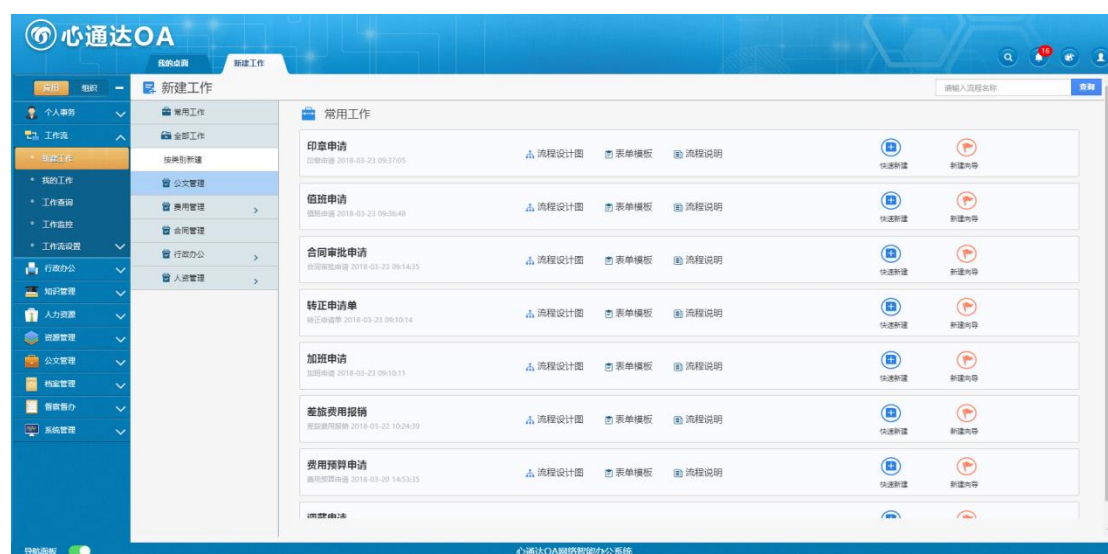 心通达OA
我的桌面 新建工作
16
应用 组织
新建工作
请输入流程名称 查询
个人事务
工作流
新建工作
我的工作
工作查询
工作监控
工作流设置
行政办公
知识管理
人力资源
资源管理
公文管理
档案管理
督察督办
系统管理
常用工作
全部工作
按类别新建
公文管理
费用管理
合同管理
行政办公
人资管理
常用工作
印章申请
印章申请 2018-03-23 09:37:05
流程设计图 表单模板 流程说明 快速新建 新建向导
值班申请
值班申请 2018-03-23 09:36:48
流程设计图 表单模板 流程说明 快速新建 新建向导
合同审批申请
合同审批申请 2018-03-23 09:14:35
流程设计图 表单模板 流程说明 快速新建 新建向导
转正申请单
转正申请单 2018-03-23 09:10:14
流程设计图 表单模板 流程说明 快速新建 新建向导
加班申请
加班申请 2018-03-23 09:10:11
流程设计图 表单模板 流程说明 快速新建 新建向导
差旅费用报销
差旅费用报销 2018-03-22 10:24:39
流程设计图 表单模板 流程说明 快速新建 新建向导
费用预算申请
费用预算申请 2018-03-20 14:53:35
流程设计图 表单模板 流程说明 快速新建 新建向导
导航面板
心通达OA网络智能办公系统